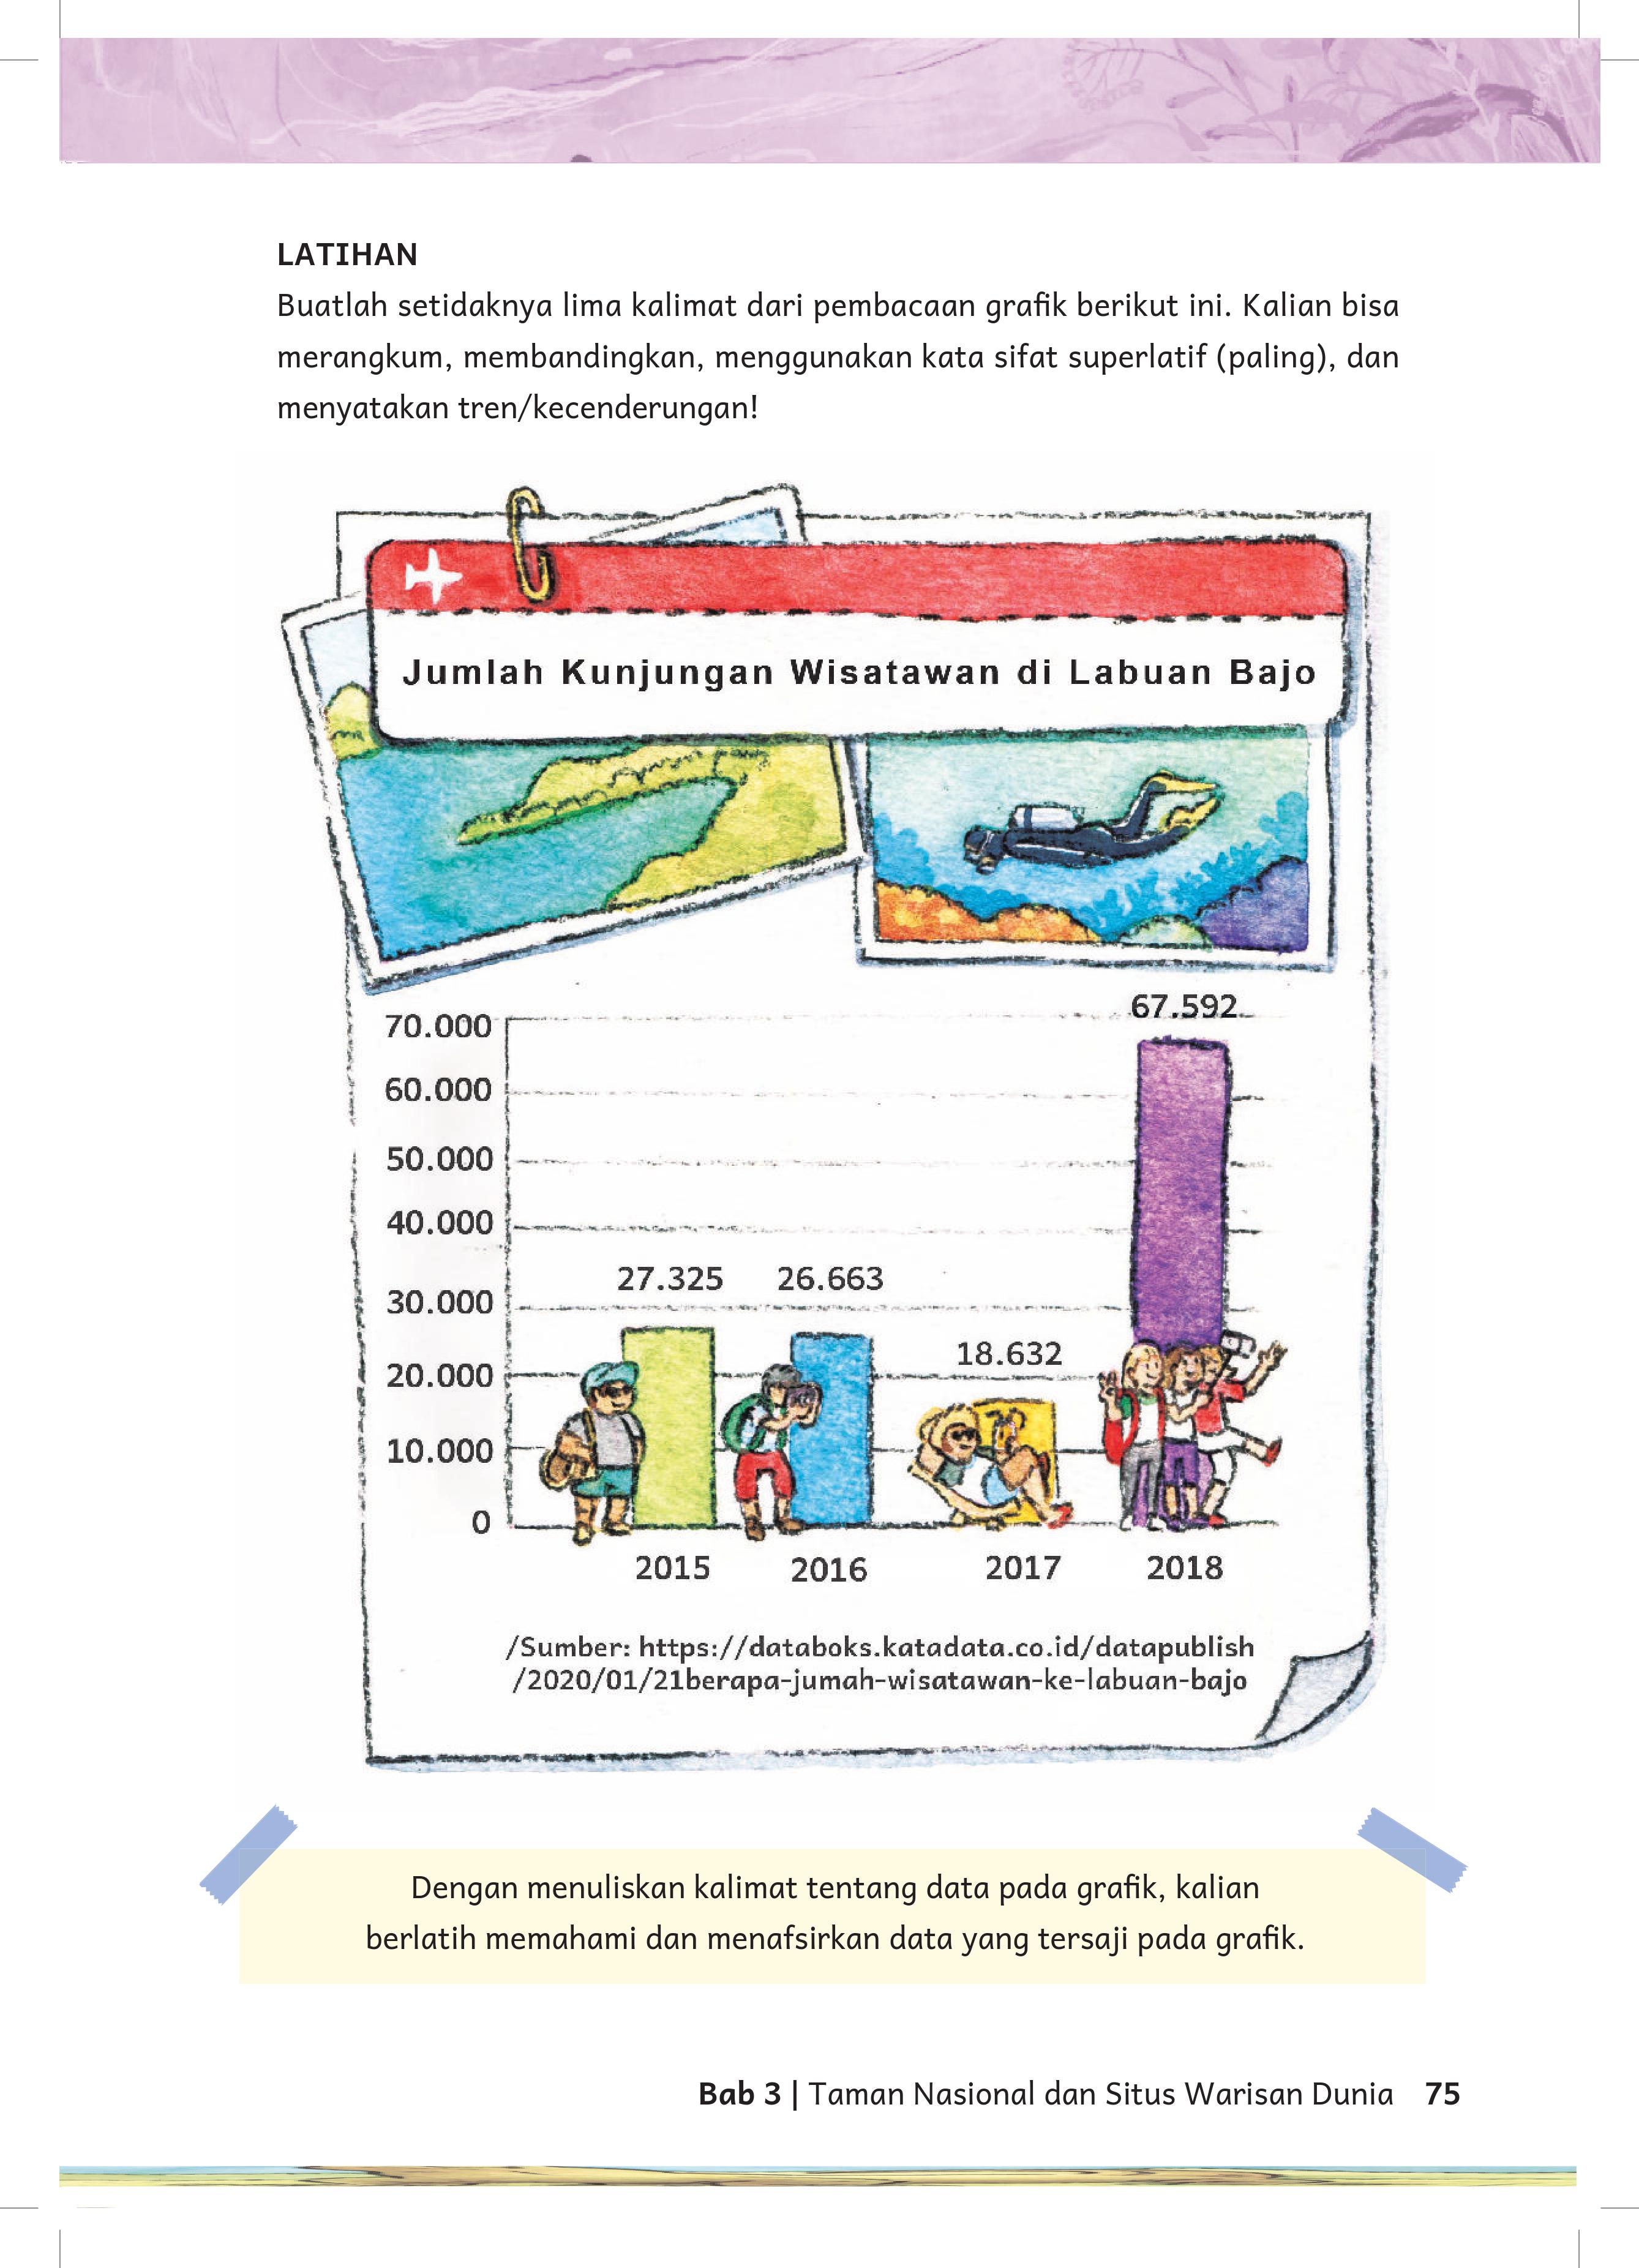 LATIHAN
Buatlah setidaknya lima kalimat dari pembacaan grafik berikut ini. Kalian bisa
merangkum, membandingkan, menggunakan kata sifat superlatif (paling), dan
menyatakan tren/kecenderungan!
Jumlah Kunjungan Wisatawan di Labuan Bajo
67.592
70.000
60.000
50.000
40.000
27.325 26.663
30.000
18.632
20.000
10.000
0
2015 2016 2017 2018
/Sumber: https://databoks.katadata.co.id/datapublish
/2020/01/21berapa-jumah-wisatawan-ke-labuan-bajo
Dengan menuliskan kalimat tentang data pada grafik, kalian
berlatih memahami dan menafsirkan data yang tersaji pada grafik.
Bab 3 | Taman Nasional dan Situs Warisan Dunia 75